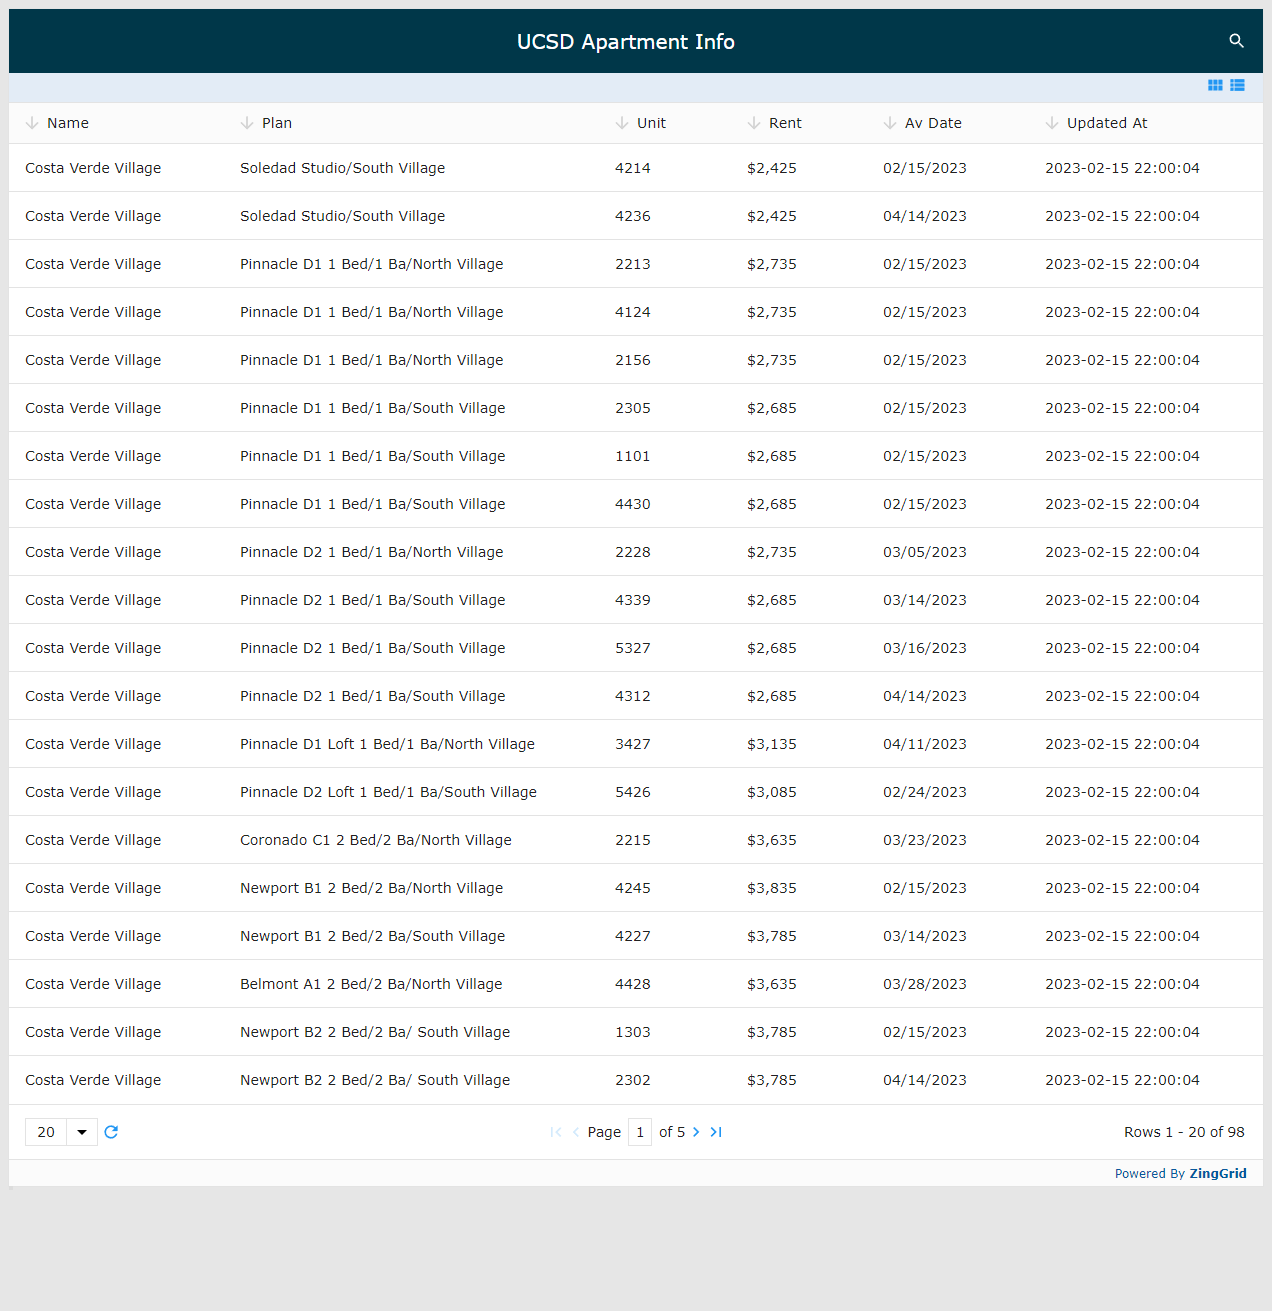 UCSD Apartment Info
Name Plan Unit Rent Av Date Updated At
Costa Verde Village Soledad Studio/South Village 4214 $2,425 02/15/2023 2023-02-15 22:00:04
Costa Verde Village Soledad Studio/South Village 4236 $2,425 04/14/2023 2023-02-15 22:00:04
Costa Verde Village Pinnacle D1 1 Bed/1 Ba/North Village 2213 $2,735 02/15/2023 2023-02-15 22:00:04
Costa Verde Village Pinnacle D1 1 Bed/1 Ba/North Village 4124 $2,735 02/15/2023 2023-02-15 22:00:04
Costa Verde Village Pinnacle D1 1 Bed/1 Ba/North Village 2156 $2,735 02/15/2023 2023-02-15 22:00:04
Costa Verde Village Pinnacle D1 1 Bed/1 Ba/South Village 2305 $2,685 02/15/2023 2023-02-15 22:00:04
Costa Verde Village Pinnacle D1 1 Bed/1 Ba/South Village 1101 $2,685 02/15/2023 2023-02-15 22:00:04
Costa Verde Village Pinnacle D1 1 Bed/1 Ba/South Village 4430 $2,685 02/15/2023 2023-02-15 22:00:04
Costa Verde Village Pinnacle D2 1 Bed/1 Ba/North Village 2228 $2,735 03/05/2023 2023-02-15 22:00:04
Costa Verde Village Pinnacle D2 1 Bed/1 Ba/South Village 4339 $2,685 03/14/2023 2023-02-15 22:00:04
Costa Verde Village Pinnacle D2 1 Bed/1 Ba/South Village 5327 $2,685 03/16/2023 2023-02-15 22:00:04
Costa Verde Village Pinnacle D2 1 Bed/1 Ba/South Village 4312 $2,685 04/14/2023 2023-02-15 22:00:04
Costa Verde Village Pinnacle D1 Loft 1 Bed/1 Ba/North Village 3427 $3,135 04/11/2023 2023-02-15 22:00:04
Costa Verde Village Pinnacle D2 Loft 1 Bed/1 Ba/South Village 5426 $3,085 02/24/2023 2023-02-15 22:00:04
Costa Verde Village Coronado C1 2 Bed/2 Ba/North Village 2215 $3,635 03/23/2023 2023-02-15 22:00:04
Costa Verde Village Newport B1 2 Bed/2 Ba/North Village 4245 $3,835 02/15/2023 2023-02-15 22:00:04
Costa Verde Village Newport B1 2 Bed/2 Ba/South Village 4227 $3,785 03/14/2023 2023-02-15 22:00:04
Costa Verde Village Belmont A1 2 Bed/2 Ba/North Village 4428 $3,635 03/28/2023 2023-02-15 22:00:04
Costa Verde Village Newport B2 2 Bed/2 Ba/ South Village 1303 $3,785 02/15/2023 2023-02-15 22:00:04
Costa Verde Village Newport B2 2 Bed/2 Ba/ South Village 2302 $3,785 04/14/2023 2023-02-15 22:00:04
20 Page 1 of 5 Rows 1 - 20 of 98
Powered By ZingGrid